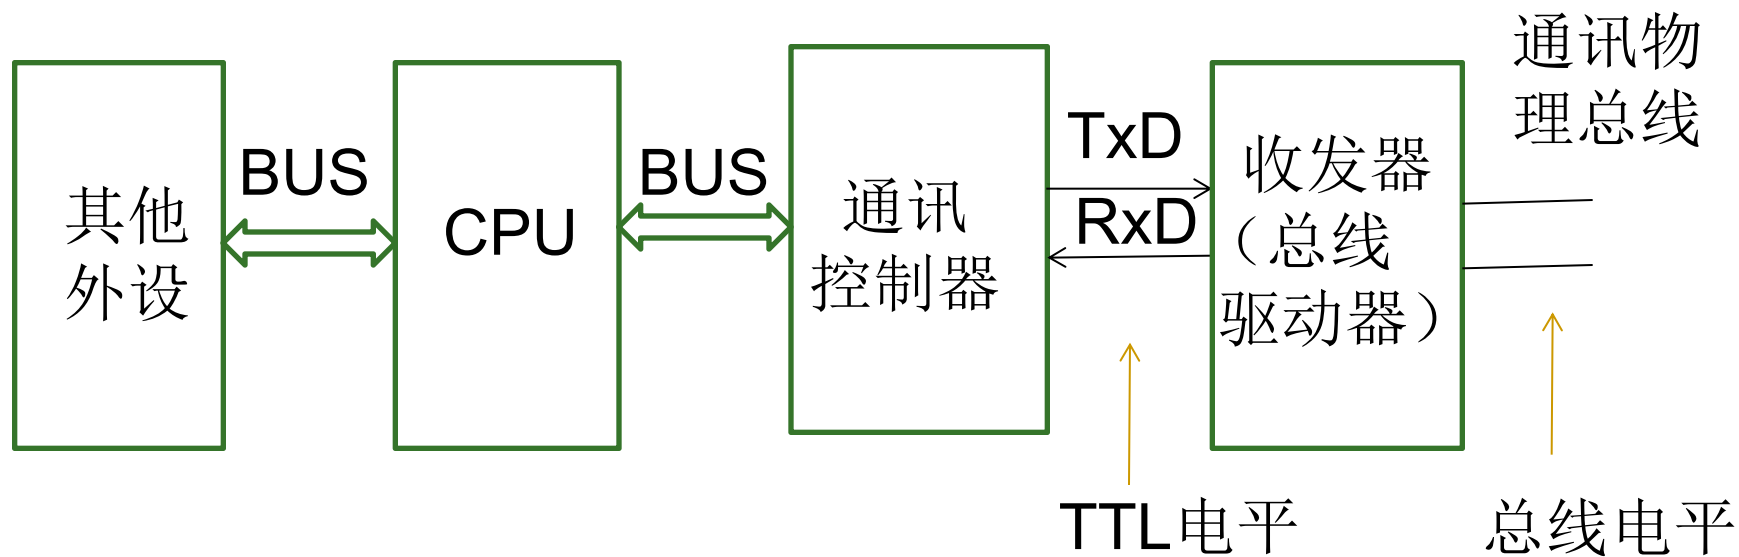 其他
外设
BUS
CPU
BUS
通讯
控制器
TxD
RxD
收发器
（总线
驱动器）
通讯物
理总线
TTL电平
总线电平